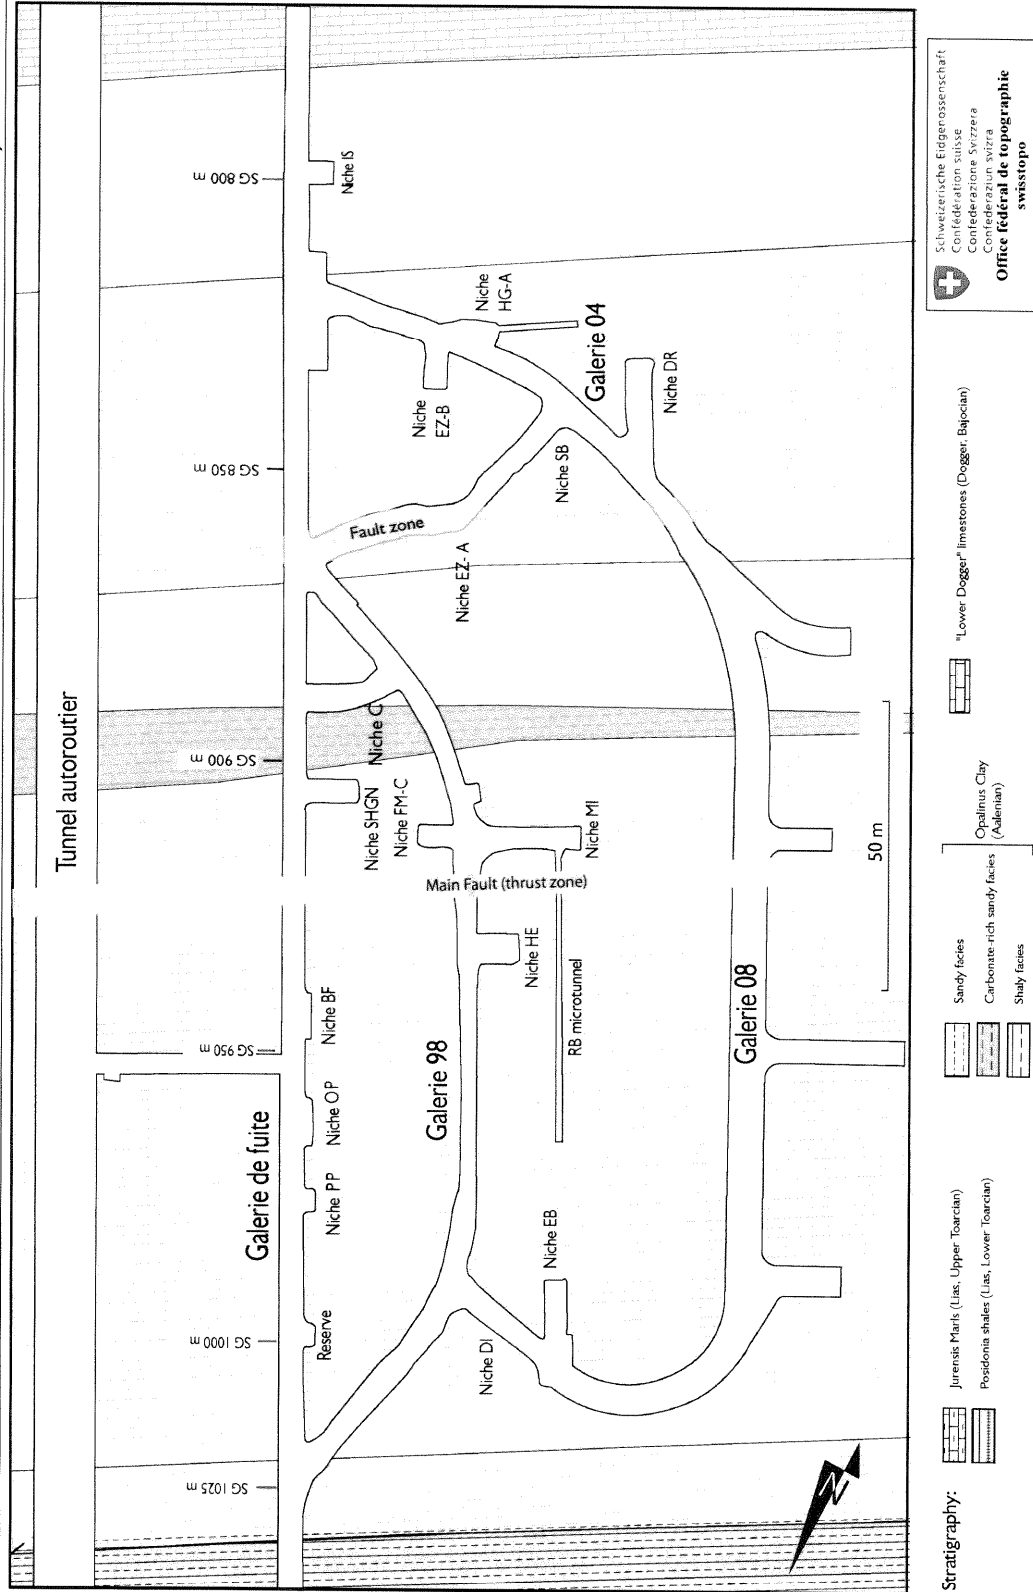 Tunnel autoroutier
SG 800 m
SG 850 m
SG 900 m
SG 950 m
SG 1000 m
SG 1025 m
Niche IS
Niche
HG-A
Galerie 04
Niche DR
Niche
EZ-B
Niche SB
Fault zone
Niche EZ- A
Niche C
Niche SHGN
Niche FM-C
Niche MI
Main Fault (thrust zone)
50 m
Niche HE
RB microtunnel
Niche BF
Galerie 98
Galerie 08
Niche OP
Galerie de fuite
Niche PP
Niche EB
Reserve
Niche DI
N
Stratigraphy:
Jurensis Marls (Lias, Upper Toarcian)
Posidonia shales (Lias, Lower Toarcian)
Sandy facies
Carbonate-rich sandy facies
Shaly facies
Opalinus Clay
(Aalenian)
"Lower Dogger" limestones (Dogger, Bajocian)
Schweizerische Eidgenossenschaft
Confédération suisse
Confederazione Svizzera
Confederaziun svizra
Office fédéral de topographie
swisstopo